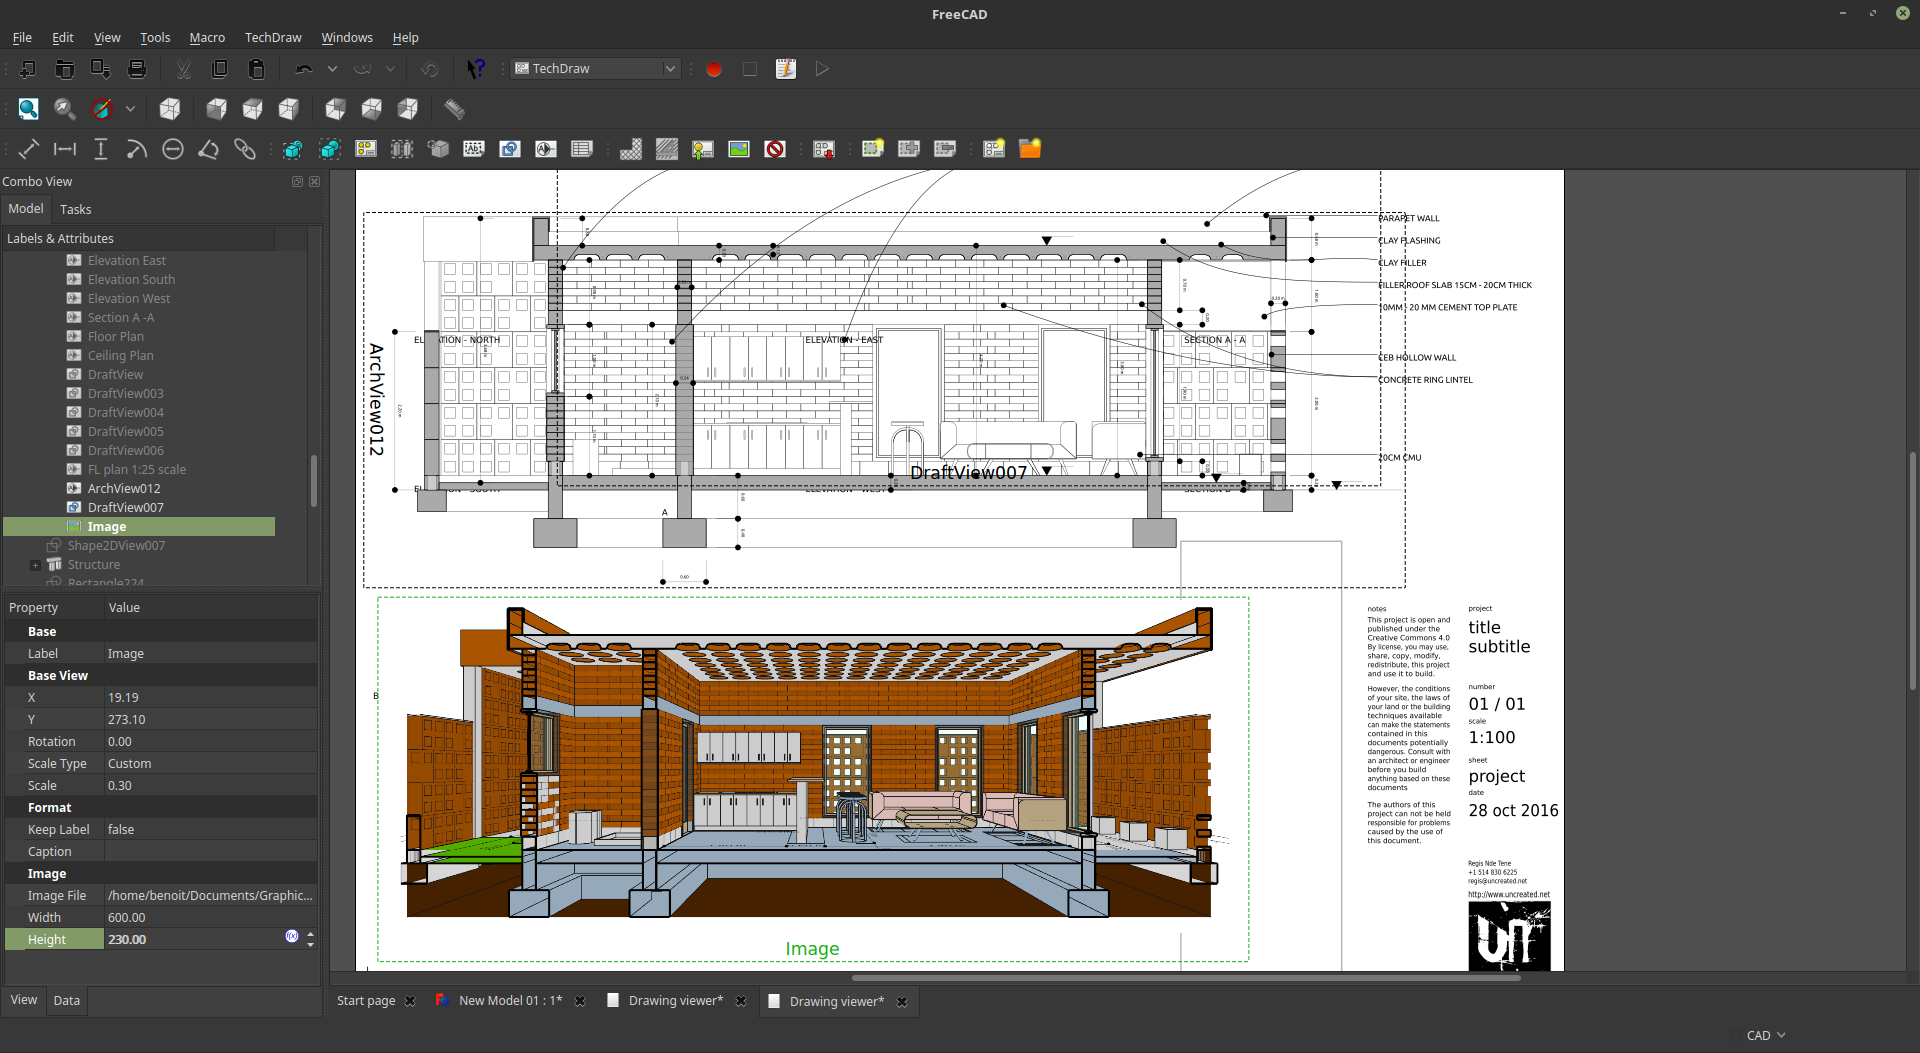 FreeCAD
File Edit View Tools Macro TechDraw Windows Help
TechDraw
Combo View
Model Tasks
Labels & Attributes
Elevation East
Elevation South
Elevation West
Section A -A
Floor Plan
Ceiling Plan
DraftView
DraftView003
DraftView004
DraftView005
DraftView006
FL plan 1:25 scale
ArchView012
DraftView007
Image
Shape2DView007
Structure
Rectangle224
Property Value
Base
Label Image
Base View
X 19.19
Y 273.10
Rotation 0.00
Scale Type Custom
Scale 0.30
Format
Keep Label false
Caption
Image
Image File /home/benoit/Documents/Graphic...
Width 600.00
Height 230.00
View Data
PARAPET WALL
CLAY FLASHING
CLAY FILLER
FILLER ROOF SLAB 15CM - 20CM THICK
10MM - 20 MM CEMENT TOP PLATE
CEB HOLLOW WALL
CONCRETE RING LINTEL
20CM CMU
ELEVATION - NORTH
ELEVATION - EAST
SECTION A - A
ArchView012
DraftView007
A
0.60
B
Image
notes
This project is open and
published under the
Creative Commons 4.0
By license, you may use,
share, copy, modify,
redistribute, this project
and use it to build.
However, the conditions
of your site, the laws of
your land or the building
techniques available
can make the statements
contained in this
documents potentially
dangerous. Consult with
an architect or engineer
before you build
anything based on these
documents
The authors of this
project can not be held
responsible for problems
caused by the use of
this document.
project
title
subtitle
number
01 / 01
scale
1:100
sheet
project
date
28 oct 2016
Regis Nde Tene
+1 514 830 6225
regis@uncreated.net
http://www.uncreated.net
un
Start page New Model 01 : 1* Drawing viewer* Drawing viewer*
CAD